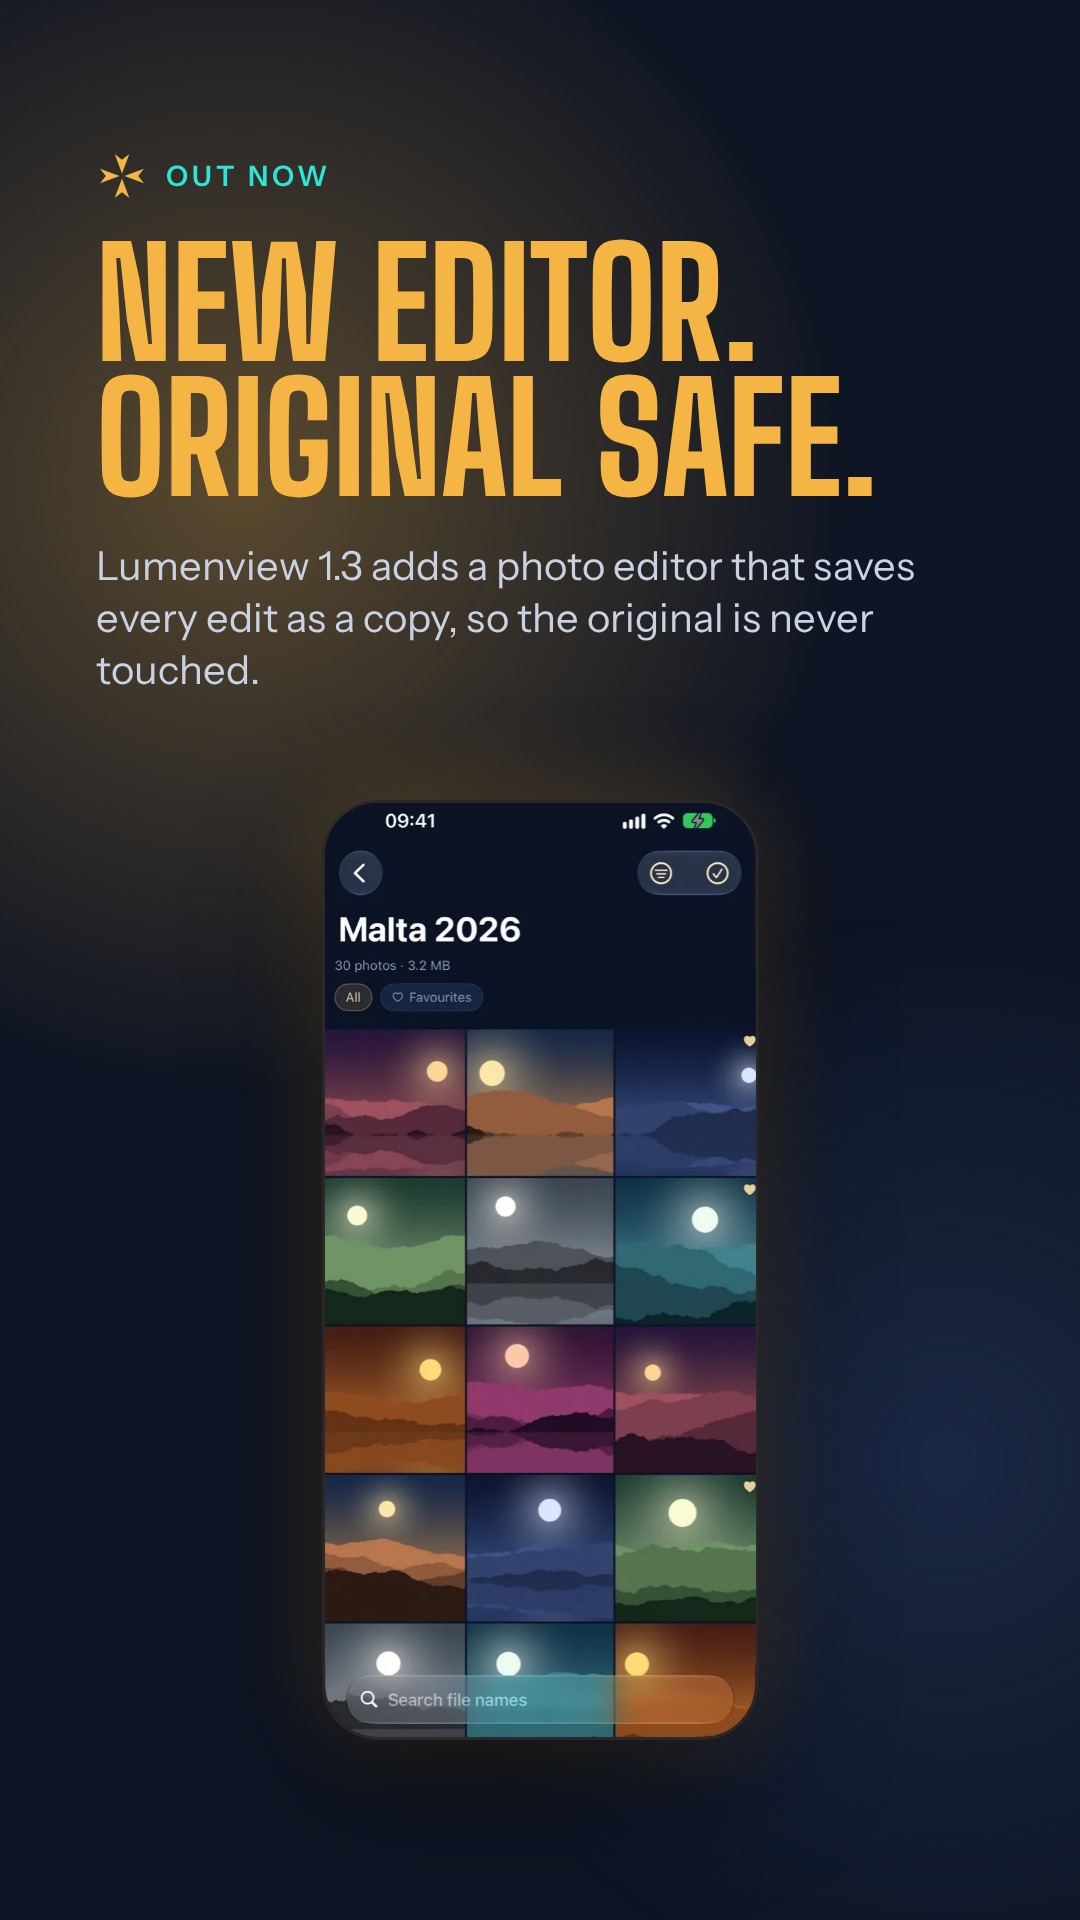 OUT NOW
NEW EDITOR.
ORIGINAL SAFE.
Lumenview 1.3 adds a photo editor that saves
every edit as a copy, so the original is never
touched.
09:41
Malta 2026
30 photos · 3.2 MB
All
Favourites
Search file names